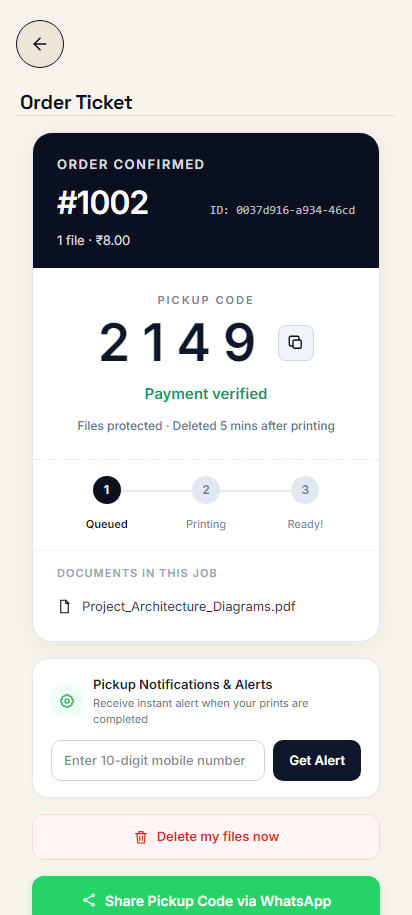 Order Ticket
ORDER CONFIRMED
#1002
ID: 0037d916-a934-46cd
1 file · ₹8.00
PICKUP CODE
2149
Payment verified
Files protected · Deleted 5 mins after printing
1 2 3
Queued Printing Ready!
DOCUMENTS IN THIS JOB
Project_Architecture_Diagrams.pdf
Pickup Notifications & Alerts
Receive instant alert when your prints are
completed
Enter 10-digit mobile number
Get Alert
Delete my files now
Share Pickup Code via WhatsApp